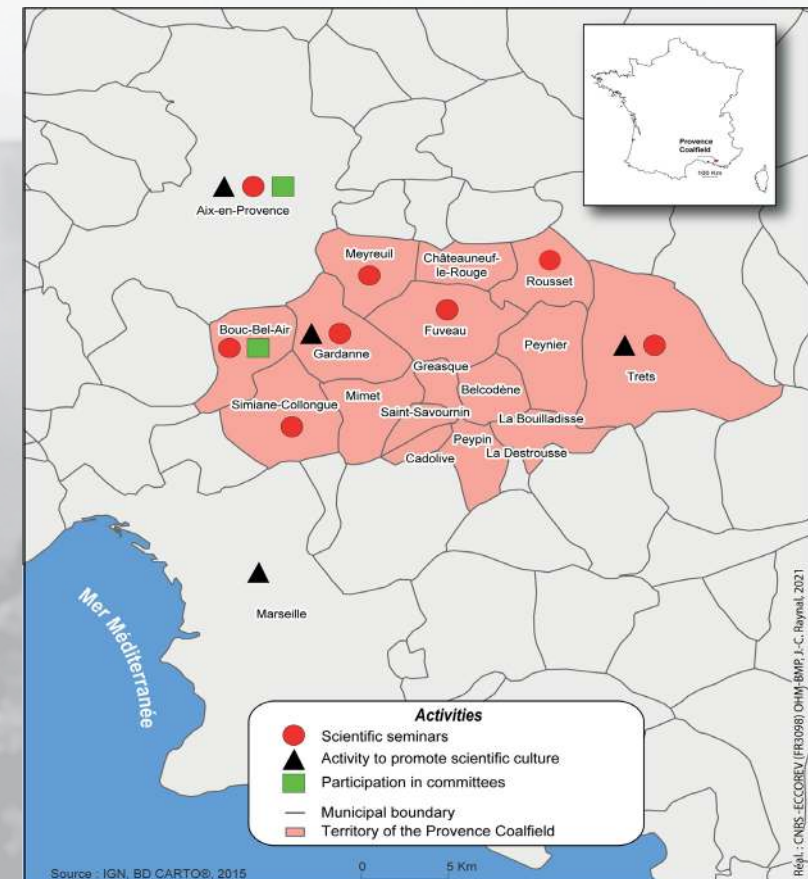 Provence
Coalfield
100 Km
Aix-en-Provence
Meyreuil
Châteauneuf-
le-Rouge
Rousset
Bouc-Bel-Air
Gardanne
Fuveau
Peynier
Trets
Greasque
Mimet
Belcodène
Simiane-Collongue
Saint-Savournin
La Bouilladisse
Peypin
Cadolive
La Destrousse
Marseille
Mer Méditerranée
Activities
Scientific seminars
Activity to promote scientific culture
Participation in committees
Municipal boundary
Territory of the Provence Coalfield
Source : IGN, BD CARTO®, 2015
0 5 Km
Réal. : CNRS -ECCOREV (FR3098) OHM-BMP, J.-C. Raynal, 2021